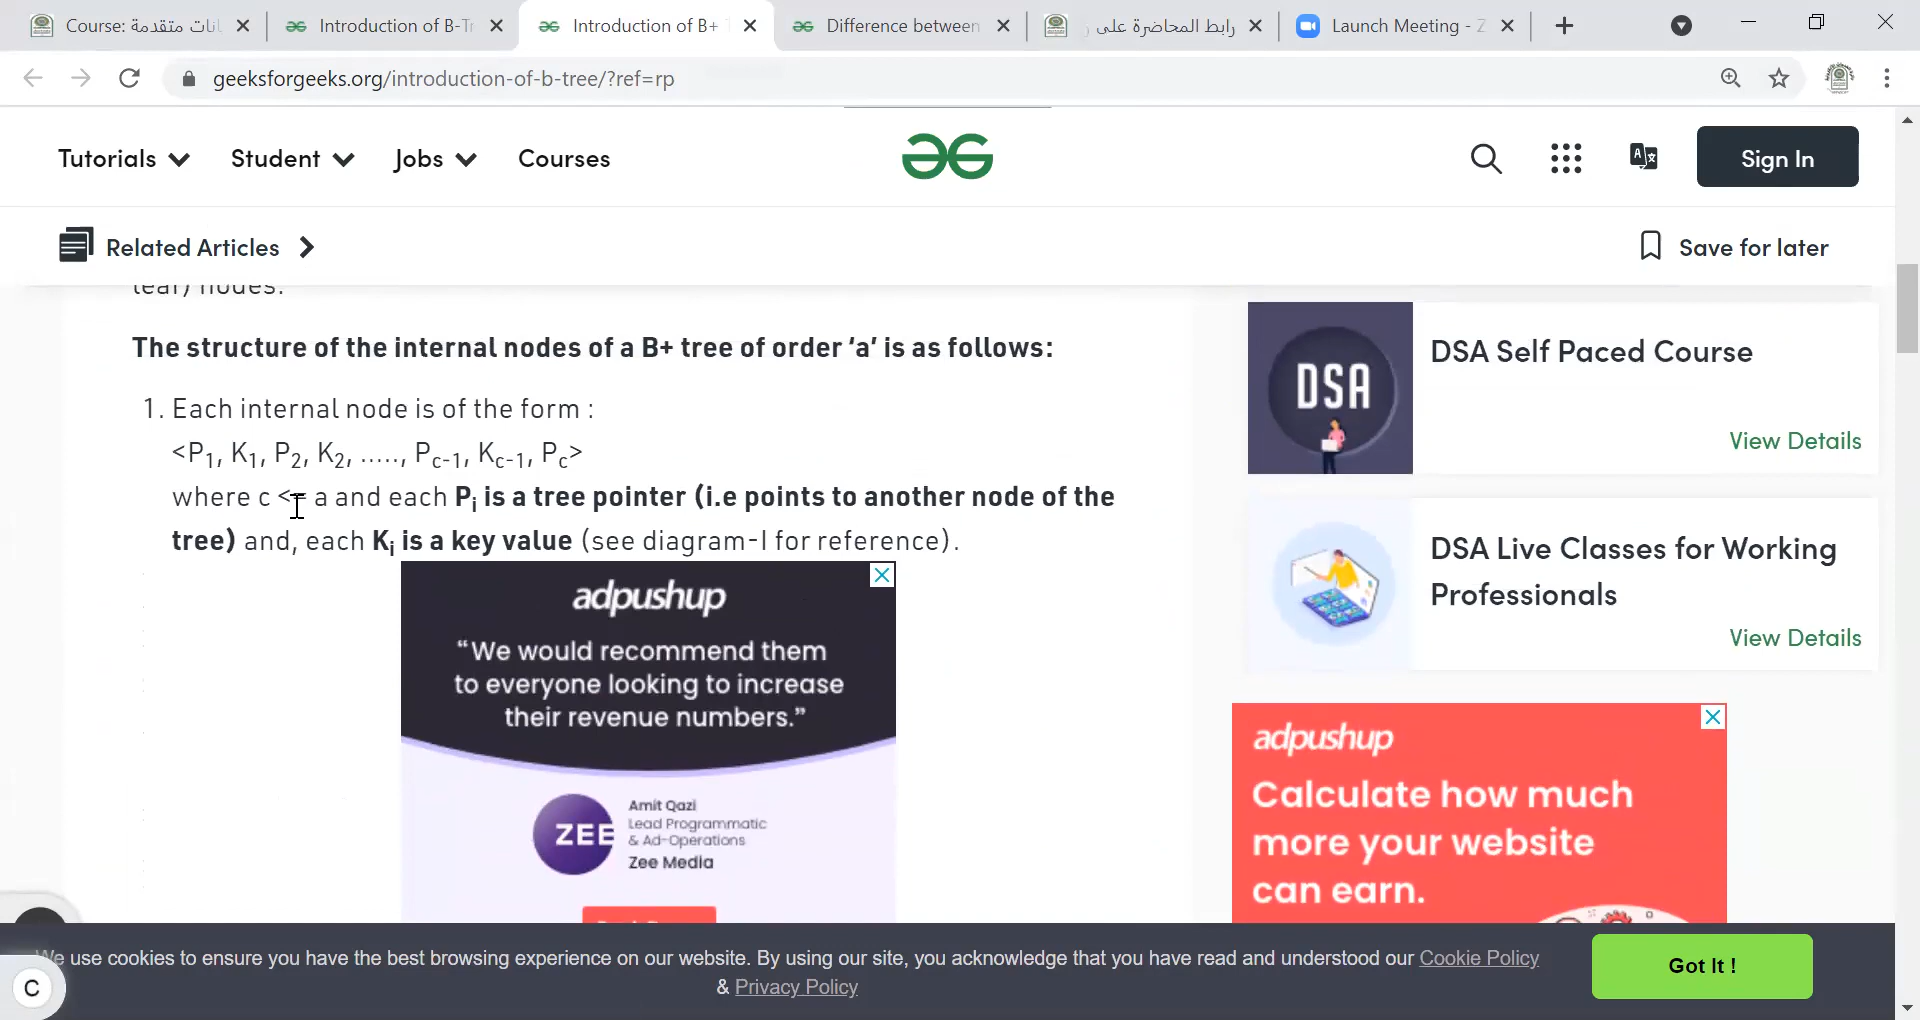 Course: انات متقدمة
Introduction of B-Tr
Introduction of B+ T
Difference between
رابط المحاضرة على
Launch Meeting - Z
geeksforgeeks.org/introduction-of-b-tree/?ref=rp
Tutorials
Student
Jobs
Courses
Sign In
Related Articles
Save for later
leaf) nodes.
The structure of the internal nodes of a B+ tree of order ‘a’ is as follows:
1. Each internal node is of the form :
<P1, K1, P2, K2, ….., Pc-1, Kc-1, Pc>
where c <= a and each Pi is a tree pointer (i.e points to another node of the
tree) and, each Ki is a key value (see diagram-I for reference).
DSA
DSA Self Paced Course
View Details
DSA Live Classes for Working
Professionals
View Details
adpushup
“We would recommend them
to everyone looking to increase
their revenue numbers.”
ZEE
Amit Qazi
Lead Programmatic
& Ad-Operations
Zee Media
adpushup
Calculate how much
more your website
can earn.
We use cookies to ensure you have the best browsing experience on our website. By using our site, you acknowledge that you have read and understood our Cookie Policy
& Privacy Policy
Got It !
C